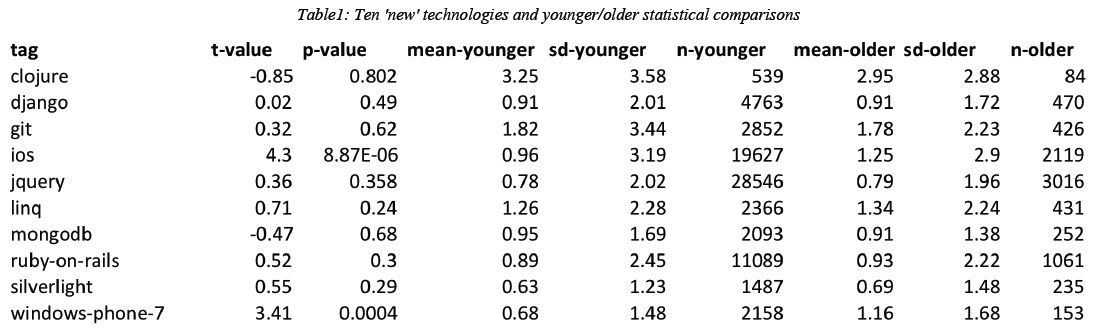 Table1: Ten 'new' technologies and younger/older statistical comparisons
tag t-value p-value mean-younger sd-younger n-younger mean-older sd-older n-older
clojure -0.85 0.802 3.25 3.58 539 2.95 2.88 84
django 0.02 0.49 0.91 2.01 4763 0.91 1.72 470
git 0.32 0.62 1.82 3.44 2852 1.78 2.23 426
ios 4.3 8.87E-06 0.96 3.19 19627 1.25 2.9 2119
jquery 0.36 0.358 0.78 2.02 28546 0.79 1.96 3016
linq 0.71 0.24 1.26 2.28 2366 1.34 2.24 431
mongodb -0.47 0.68 0.95 1.69 2093 0.91 1.38 252
ruby-on-rails 0.52 0.3 0.89 2.45 11089 0.93 2.22 1061
silverlight 0.55 0.29 0.63 1.23 1487 0.69 1.48 235
windows-phone-7 3.41 0.0004 0.68 1.48 2158 1.16 1.68 153